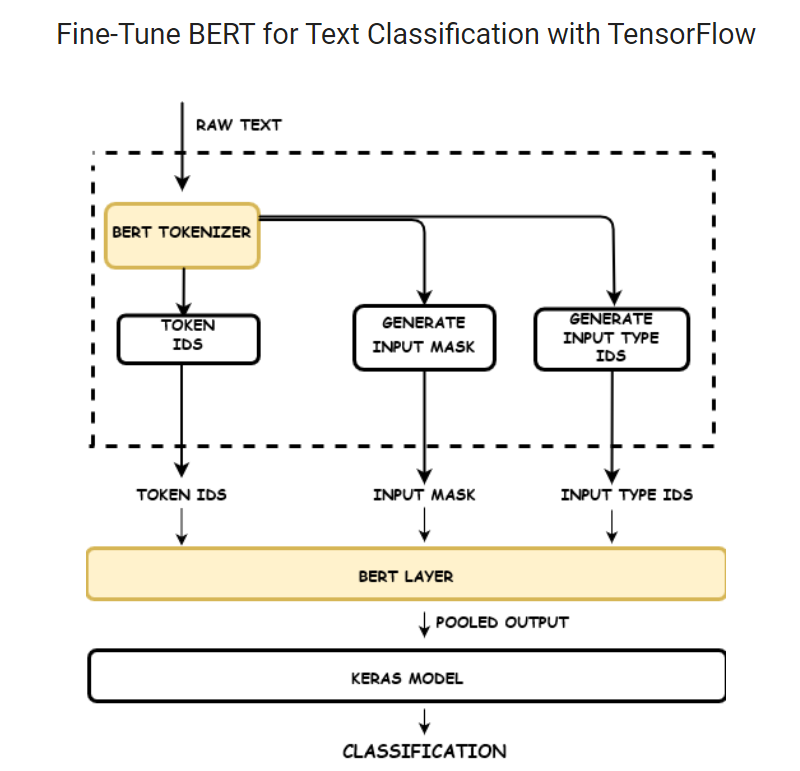 Fine-Tune BERT for Text Classification with TensorFlow
RAW TEXT
BERT TOKENIZER
TOKEN
IDS
GENERATE
INPUT MASK
GENERATE
INPUT TYPE
IDS
TOKEN IDS
INPUT MASK
INPUT TYPE IDS
BERT LAYER
POOLED OUTPUT
KERAS MODEL
CLASSIFICATION